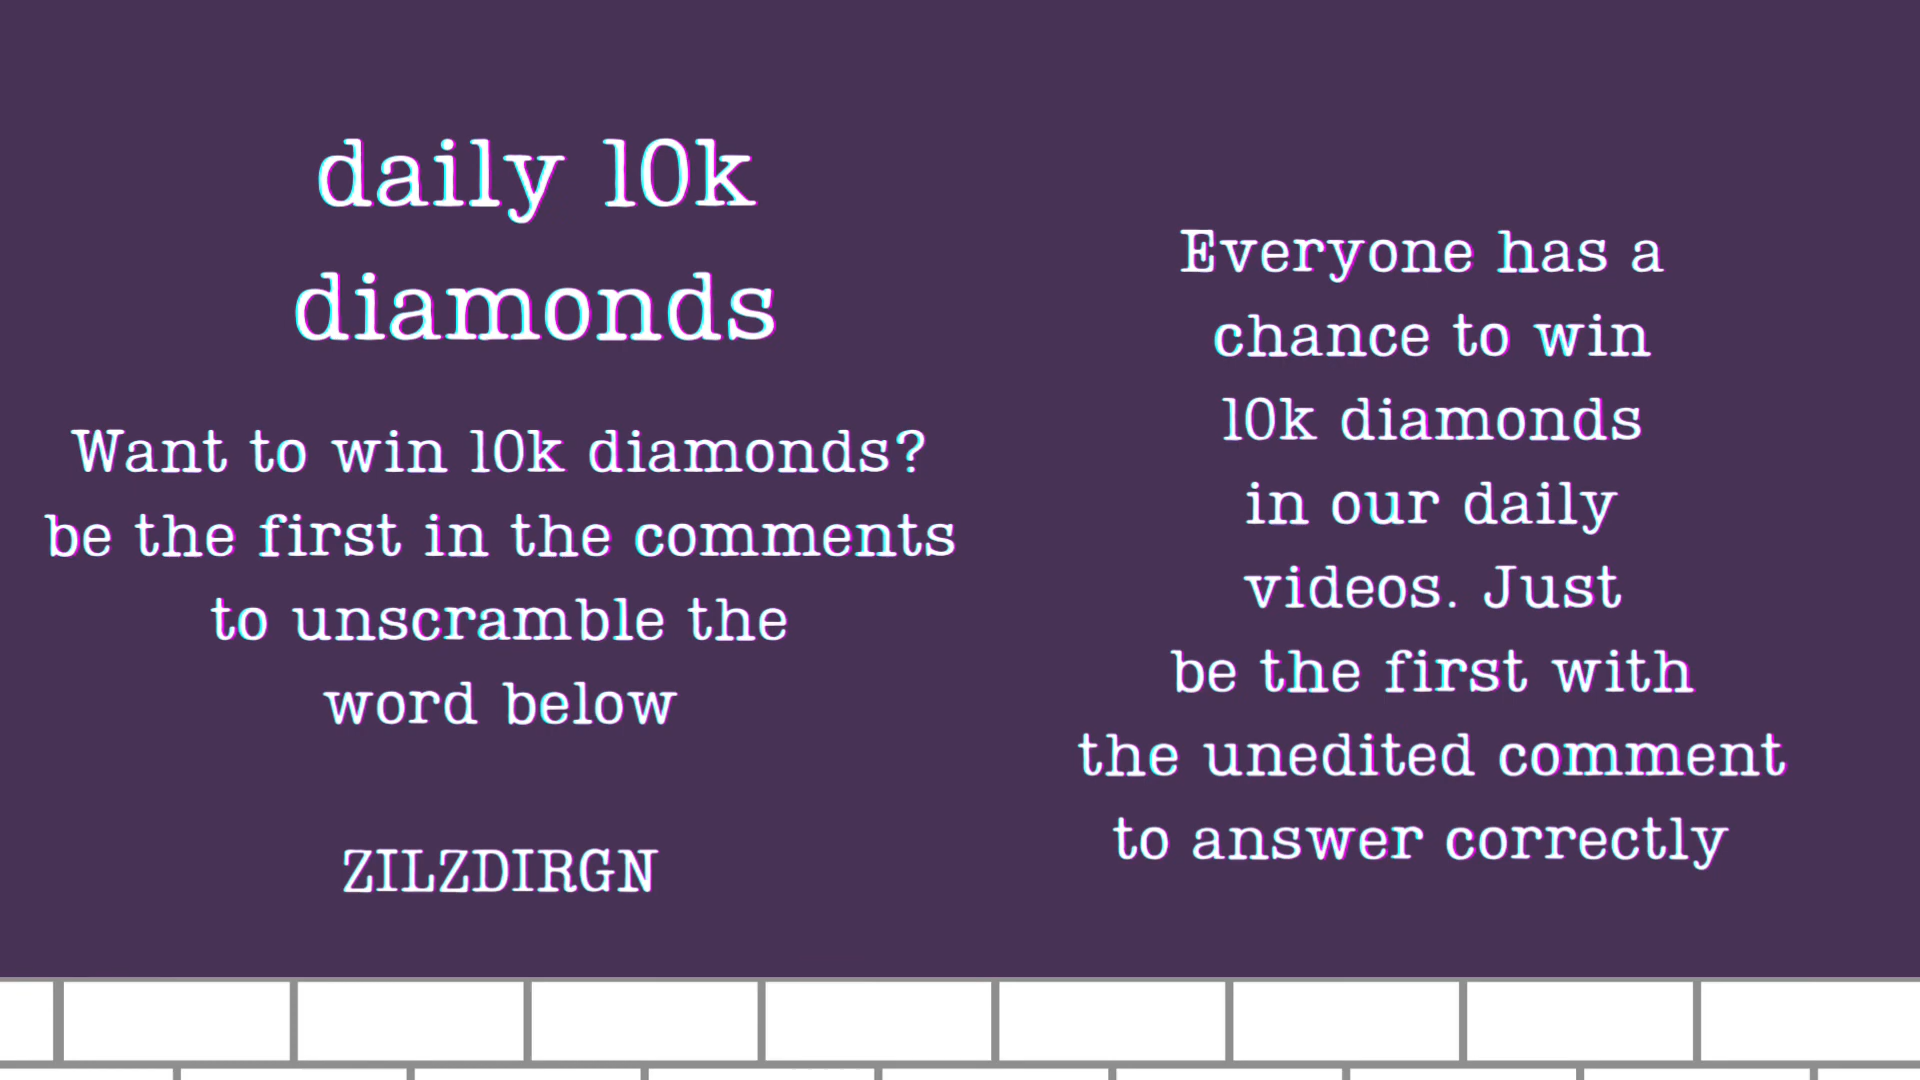 daily 10k
diamonds
Want to win 10k diamonds?
be the first in the comments
to unscramble the
word below
ZILZDIRGN
Everyone has a
chance to win
10k diamonds
in our daily
videos. Just
be the first with
the unedited comment
to answer correctly